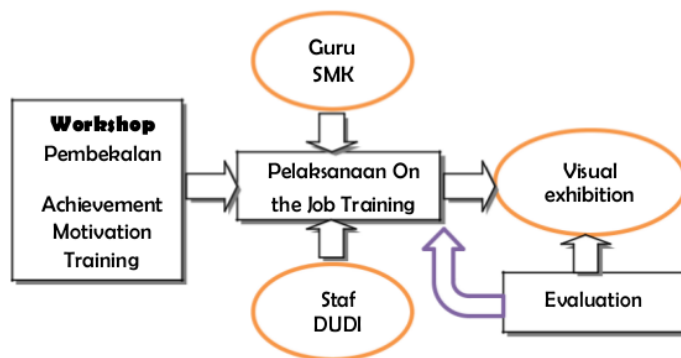 Guru
SMK
Workshop
Pembekalan
Achievement
Motivation
Training
Pelaksanaan On
the Job Training
Visual
exhibition
Staf
DUDI
Evaluation